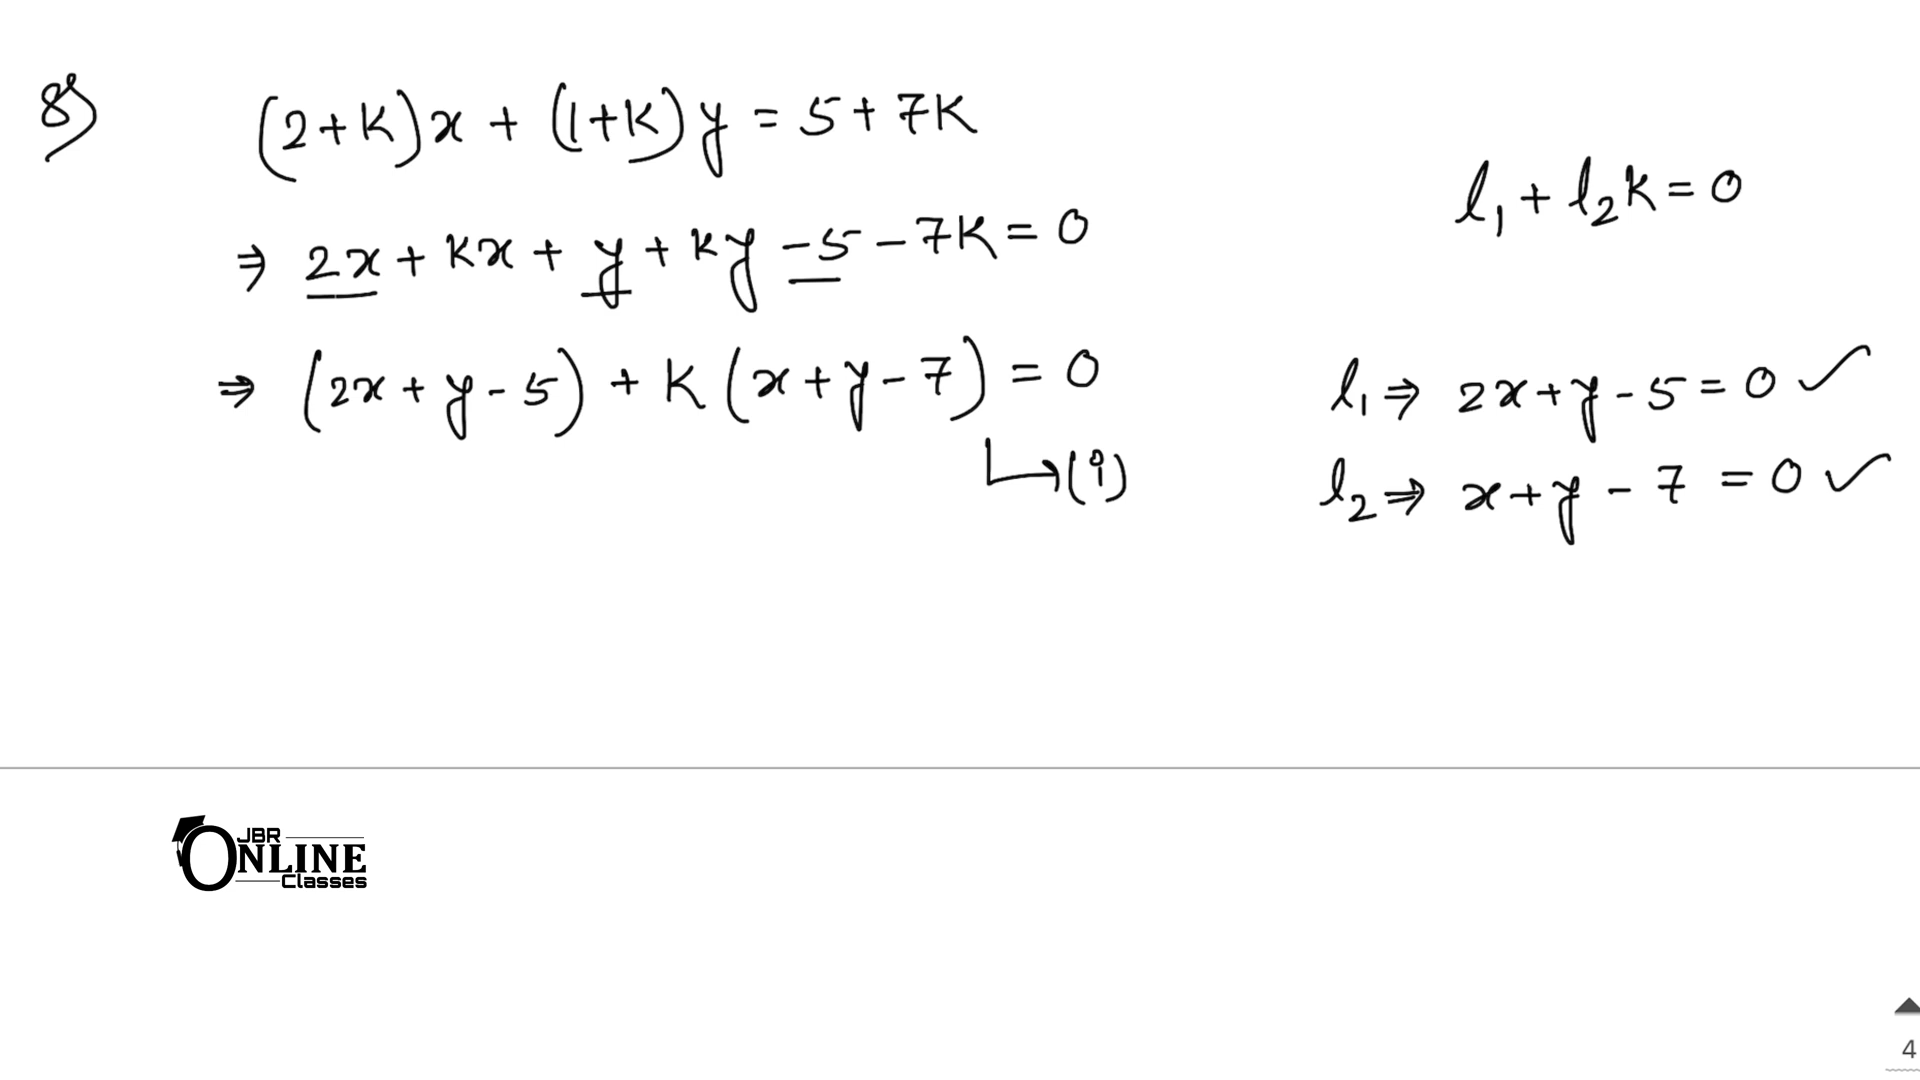 8)
(2+K)x + (1+K)y = 5 + 7K
⇒ 2x + Kx + y + Ky - 5 - 7K = 0
⇒ (2x + y - 5) + K(x + y - 7) = 0
↳ (i)
l₁ + l₂K = 0
l₁ ⇒ 2x + y - 5 = 0 ✓
l₂ ⇒ x + y - 7 = 0 ✓
JBR
ONLINE
Classes
4